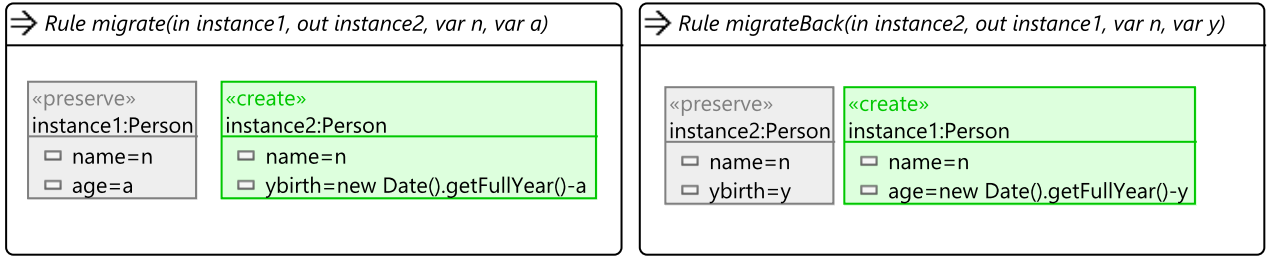 Rule migrate(in instance1, out instance2, var n, var a)
«preserve»
instance1:Person
name=n
age=a
«create»
instance2:Person
name=n
ybirth=new Date().getFullYear()-a
Rule migrateBack(in instance2, out instance1, var n, var y)
«preserve»
instance2:Person
name=n
ybirth=y
«create»
instance1:Person
name=n
age=new Date().getFullYear()-y